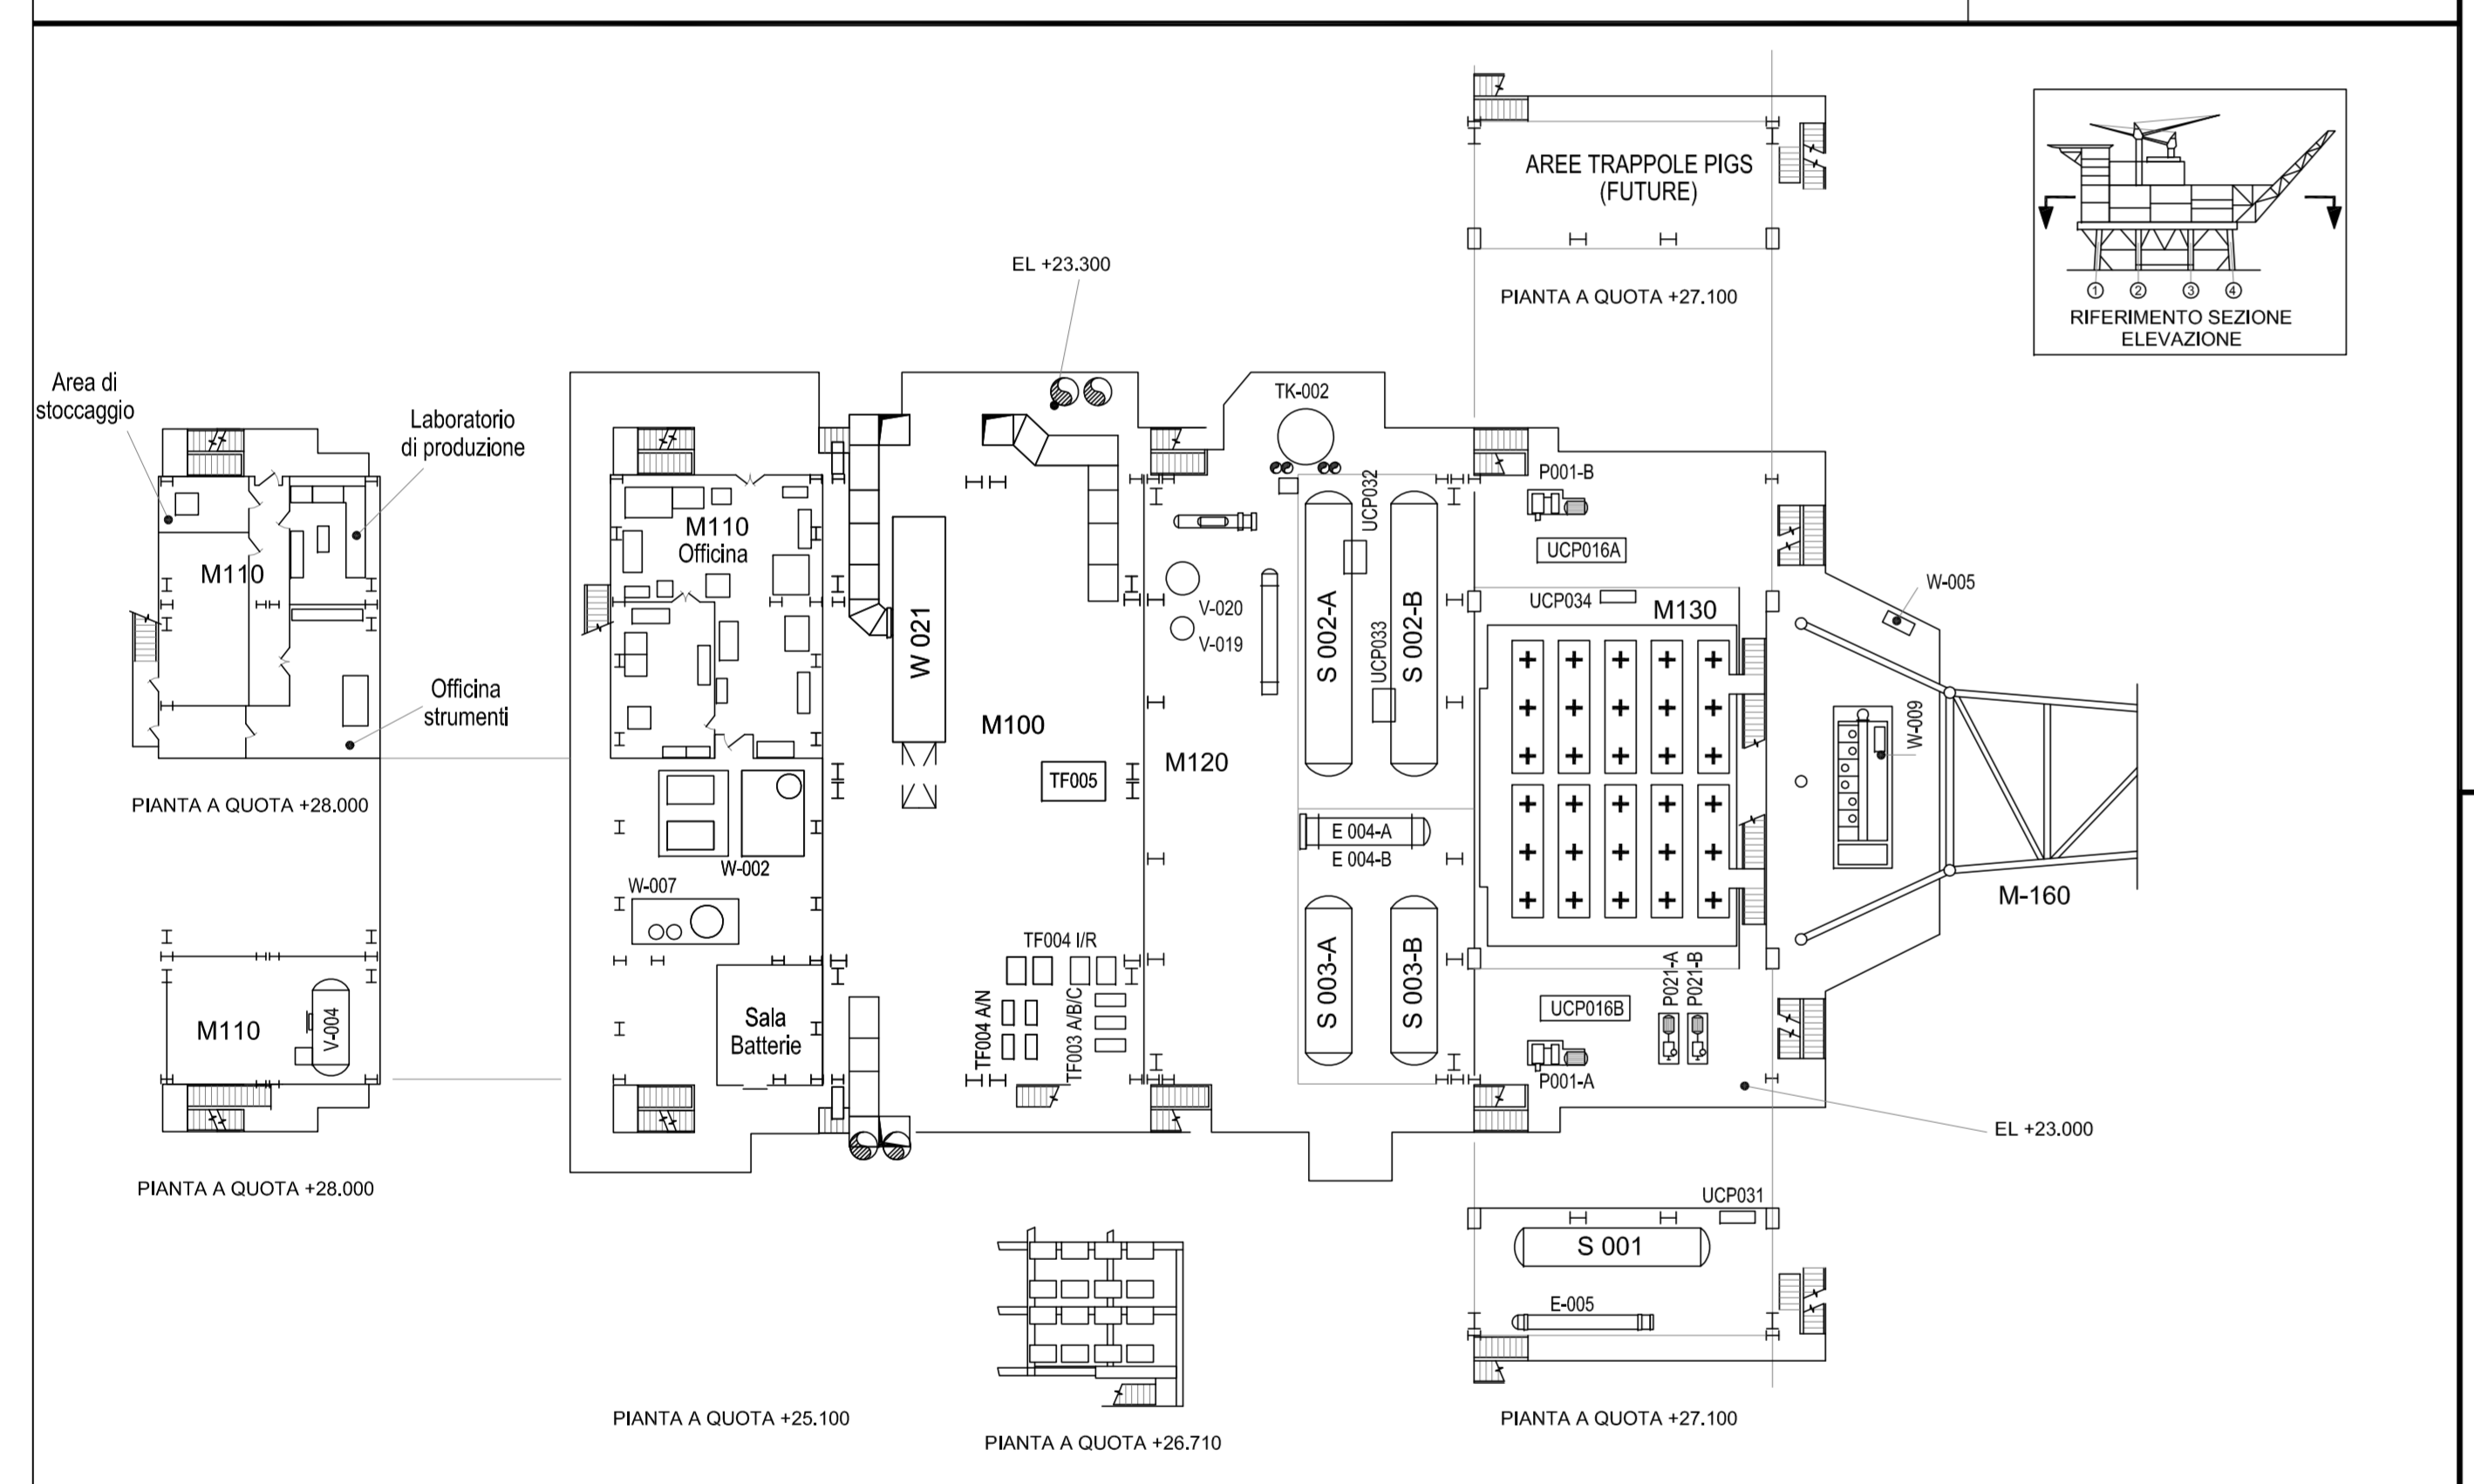 AREE TRAPPOLE PIGS
(FUTURE)
PIANTA A QUOTA +27.100
1
2
3
4
RIFERIMENTO SEZIONE
ELEVAZIONE
EL +23.300
Area di
stoccaggio
Laboratorio
di produzione
M110
Officina
strumenti
PIANTA A QUOTA +28.000
M110
V-004
PIANTA A QUOTA +28.000
M110
Officina
W-002
W-007
Sala
Batterie
W 021
M100
TF005
TF004 I/R
TF004 A/N
TF003 A/B/C
TK-002
V-020
V-019
M120
UCP032
UCP033
S 002-A
S 002-B
E 004-A
E 004-B
S 003-A
S 003-B
P001-B
UCP016A
UCP034
M130
W-005
W-009
M-160
UCP016B
P021-A
P021-B
P001-A
EL +23.000
UCP031
S 001
E-005
PIANTA A QUOTA +25.100
PIANTA A QUOTA +26.710
PIANTA A QUOTA +27.100